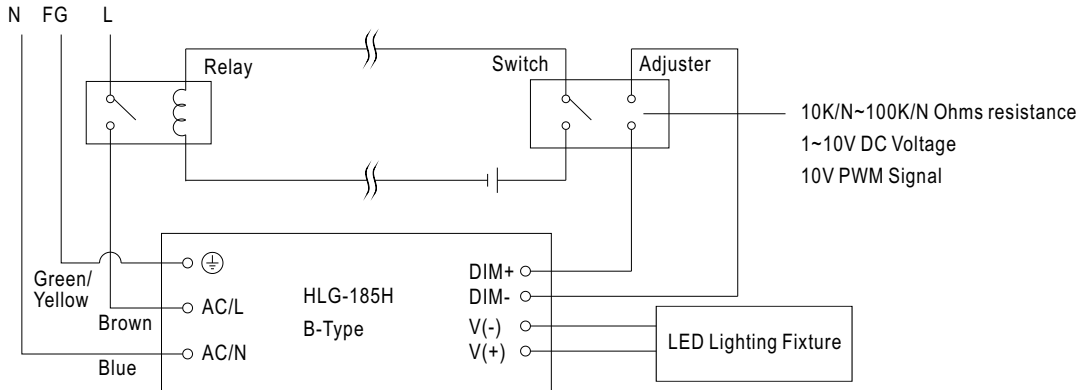 N FG L
Relay
Switch
Adjuster
10K/N~100K/N Ohms resistance
1~10V DC Voltage
10V PWM Signal
Green/
Yellow
Brown
Blue
AC/L
AC/N
HLG-185H
B-Type
DIM+
DIM-
V(-)
V(+)
LED Lighting Fixture